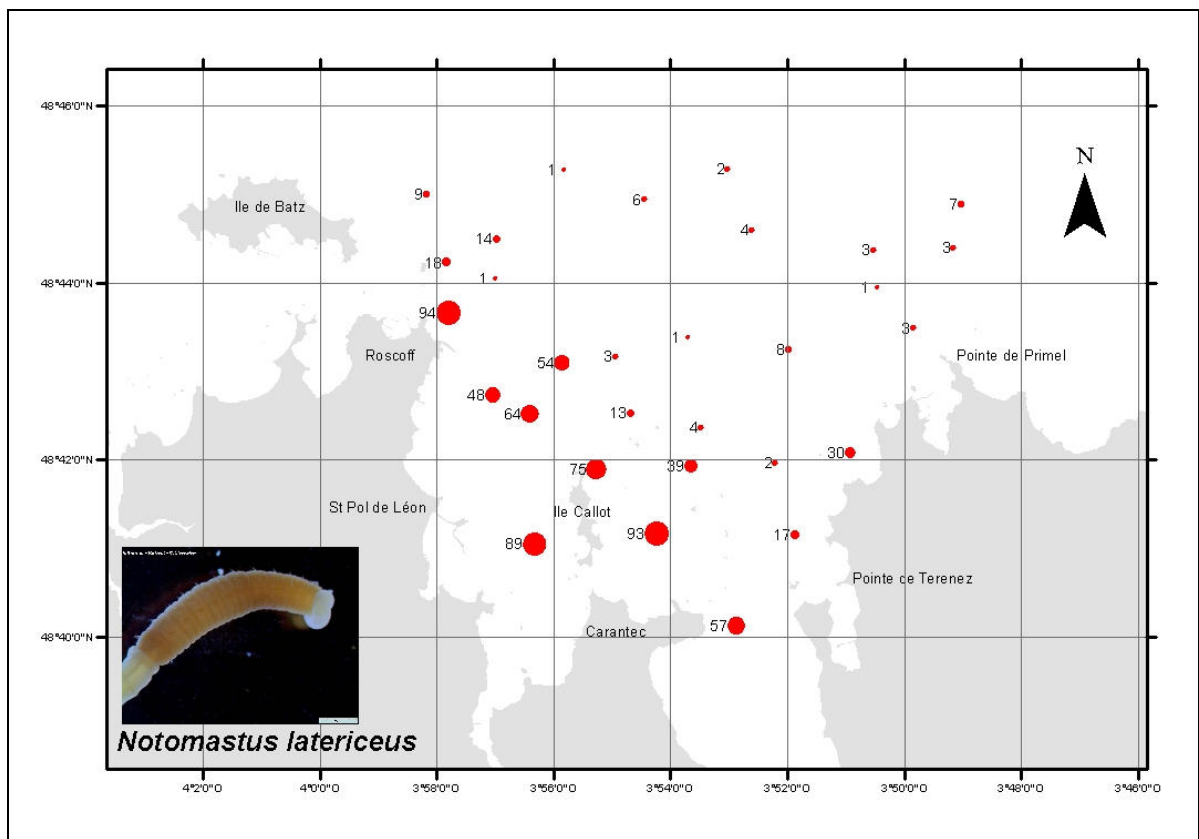 48°46'0"N
1
2
9
6
N
Ile de Batz
7
14
4
3
3
18
1
48°44'0"N
1
94
3
1
8
Roscoff
3
Pointe de Primel
54
48
64
13
4
48°42'0"N
75
39
2
30
St Pol de Léon
Ile Callot
93
17
89
Pointe de Terenez
48°40'0"N
Carantec
57
Notomastus latericeus
4°2'0"O
4°0'0"O
3°58'0"O
3°56'0"O
3°54'0"O
3°52'0"O
3°50'0"O
3°48'0"O
3°46'0"O